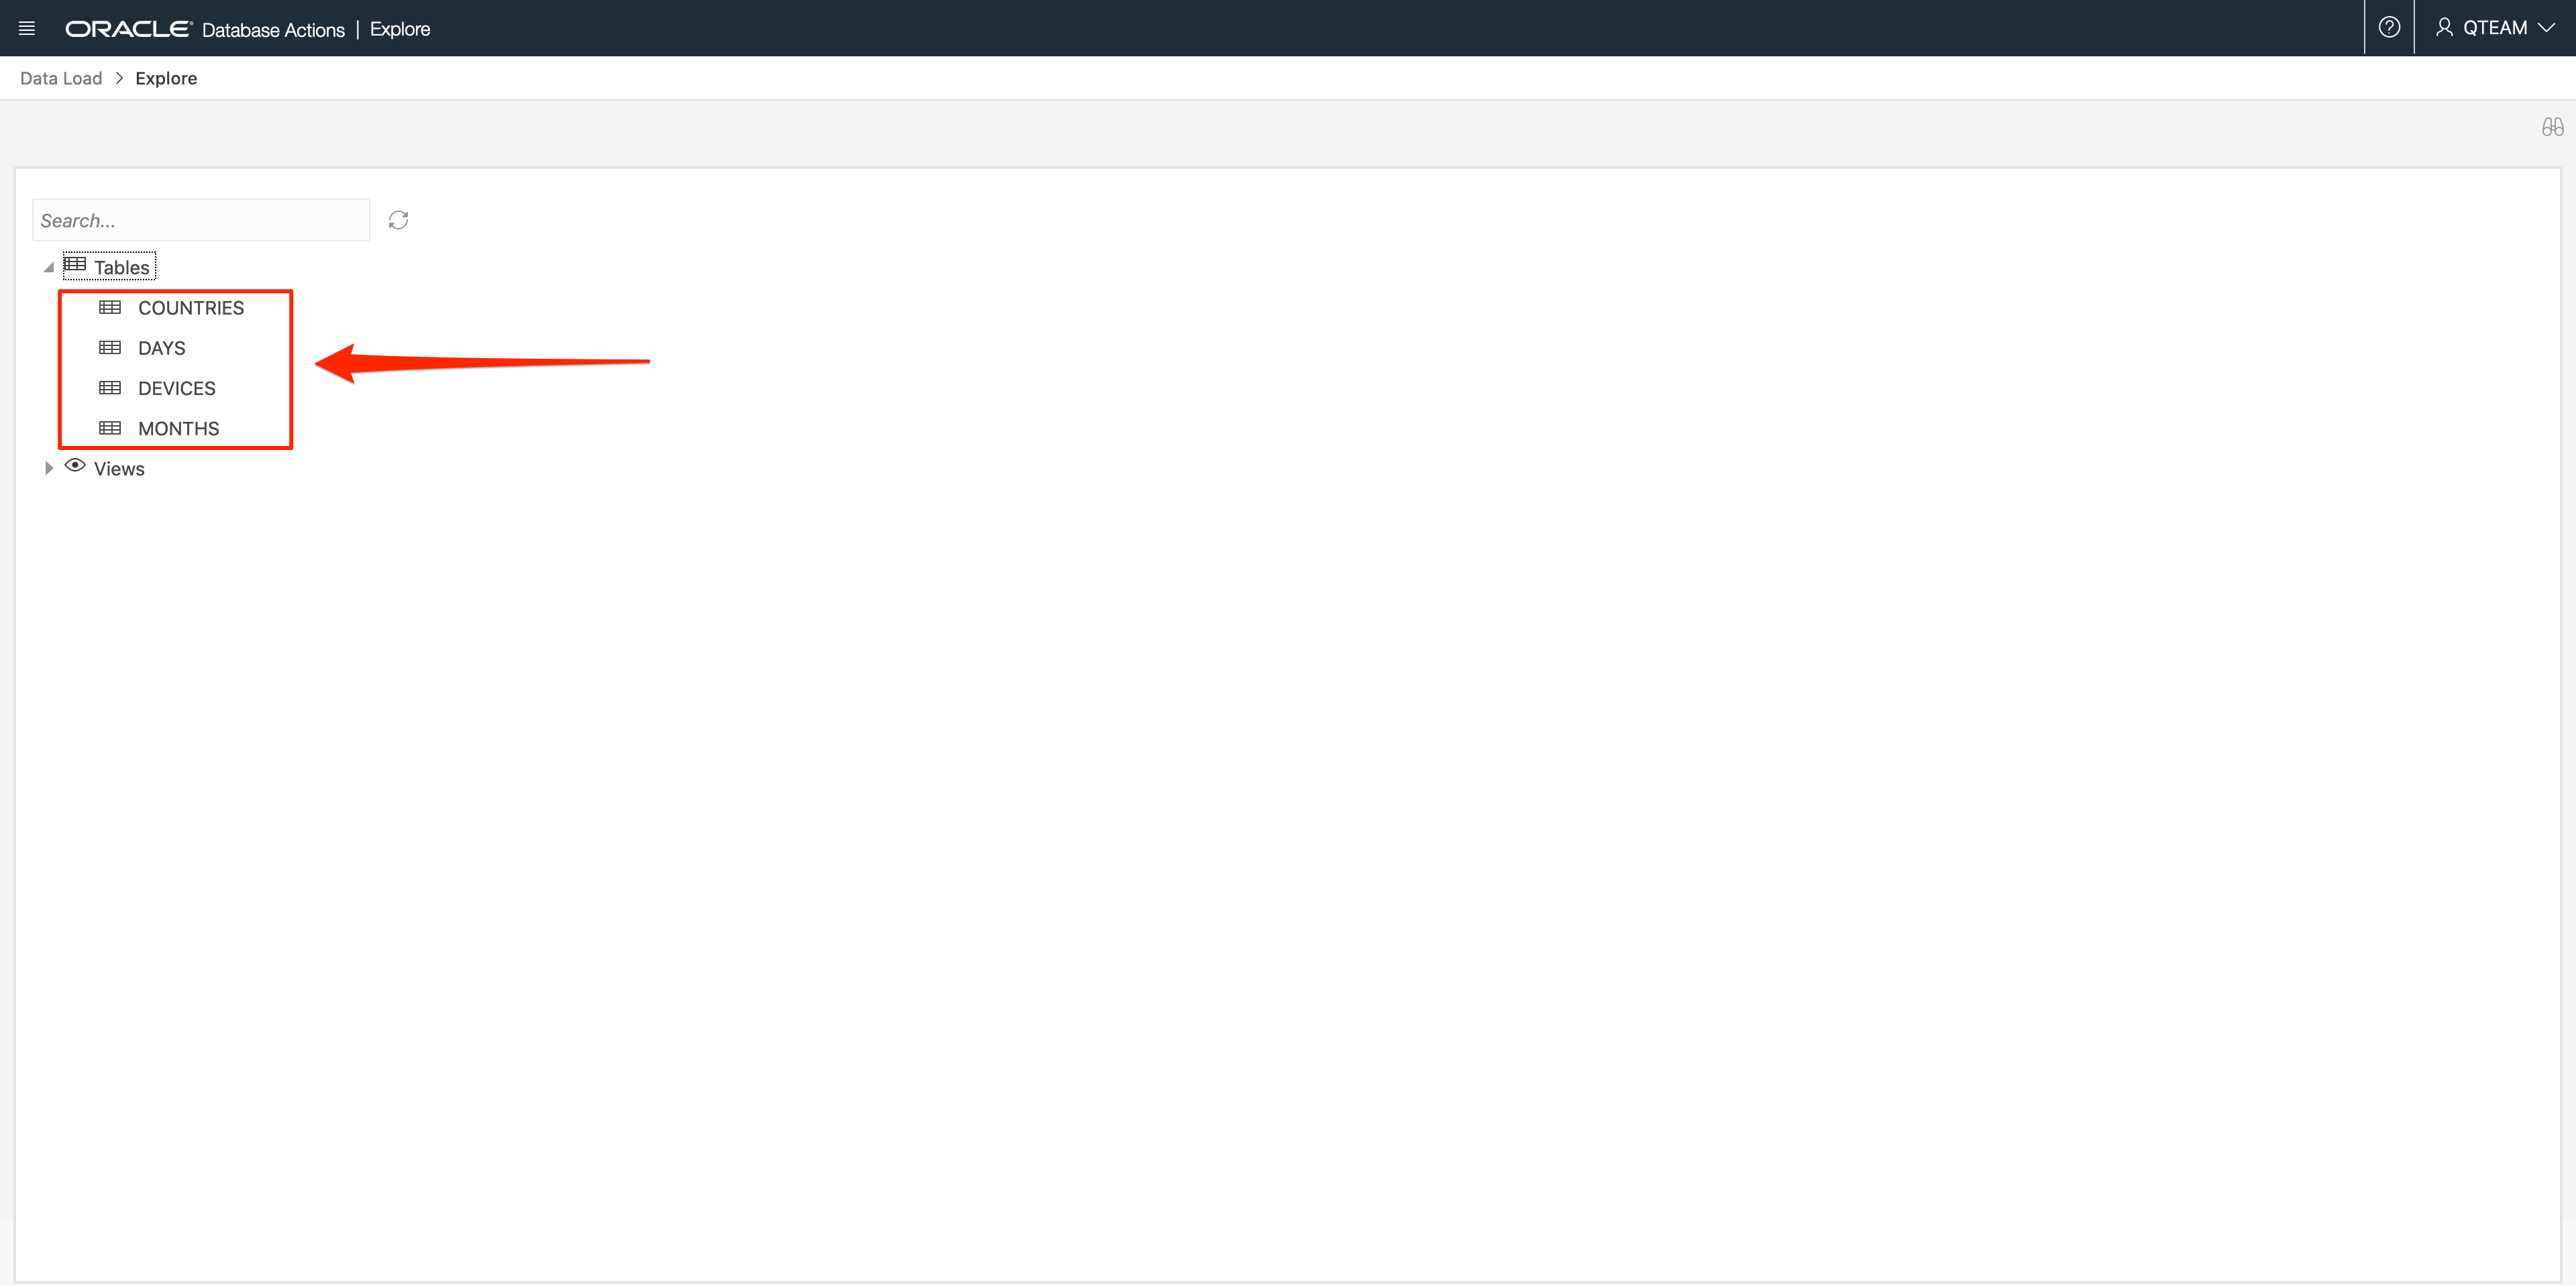 ORACLE Database Actions | Explore
QTEAM
Data Load > Explore
Search...
Tables
COUNTRIES
DAYS
DEVICES
MONTHS
Views